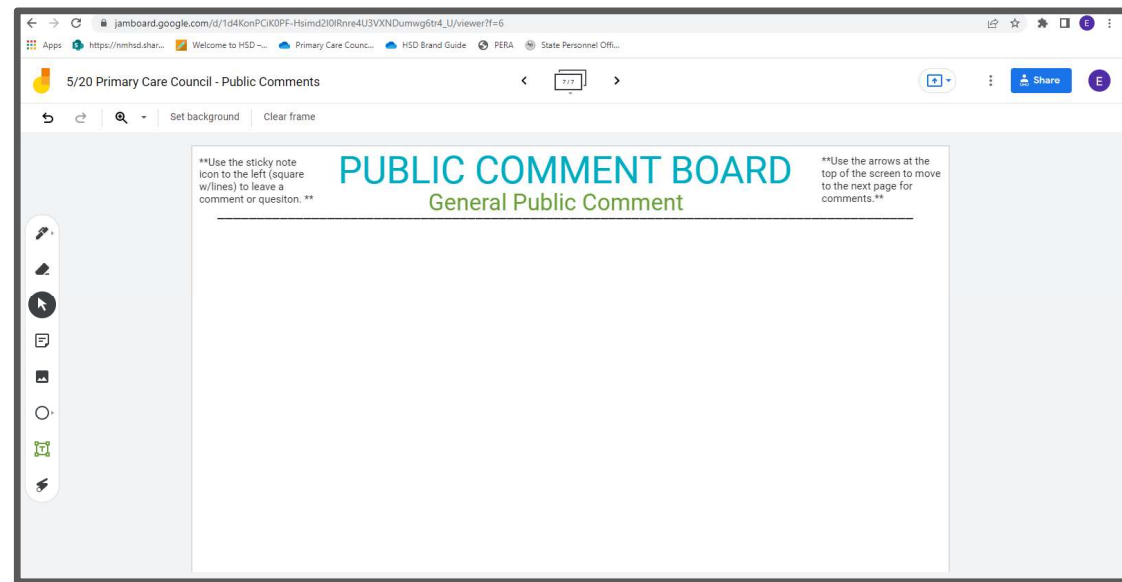 jamboard.google.com/d/1d4KonPCiK0PF-Hsimd2I0IRnre4U3VXNDumwg6tr4_U/viewer?f=6
E
Apps https://nmhsd.shar... Welcome to HSD –... Primary Care Counc... HSD Brand Guide PERA State Personnel Offi...
5/20 Primary Care Council - Public Comments
7 / 7
Share
E
Set background Clear frame
**Use the sticky note
icon to the left (square
w/lines) to leave a
comment or quesiton. **
PUBLIC COMMENT BOARD
General Public Comment
**Use the arrows at the
top of the screen to move
to the next page for
comments.**